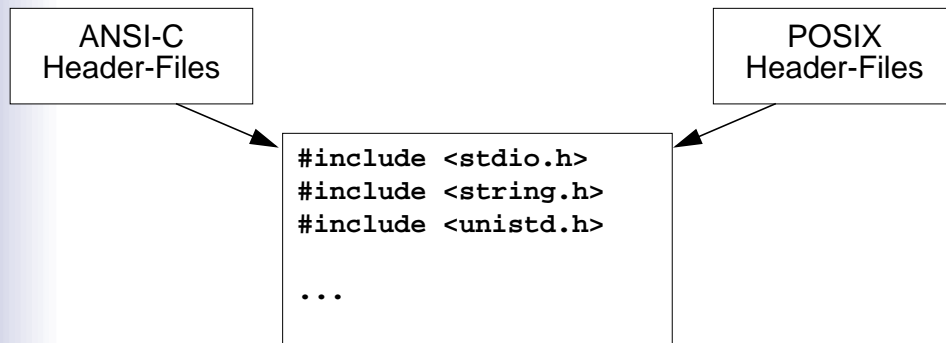 ANSI-C
Header-Files
POSIX
Header-Files
#include <stdio.h>
#include <string.h>
#include <unistd.h>
...